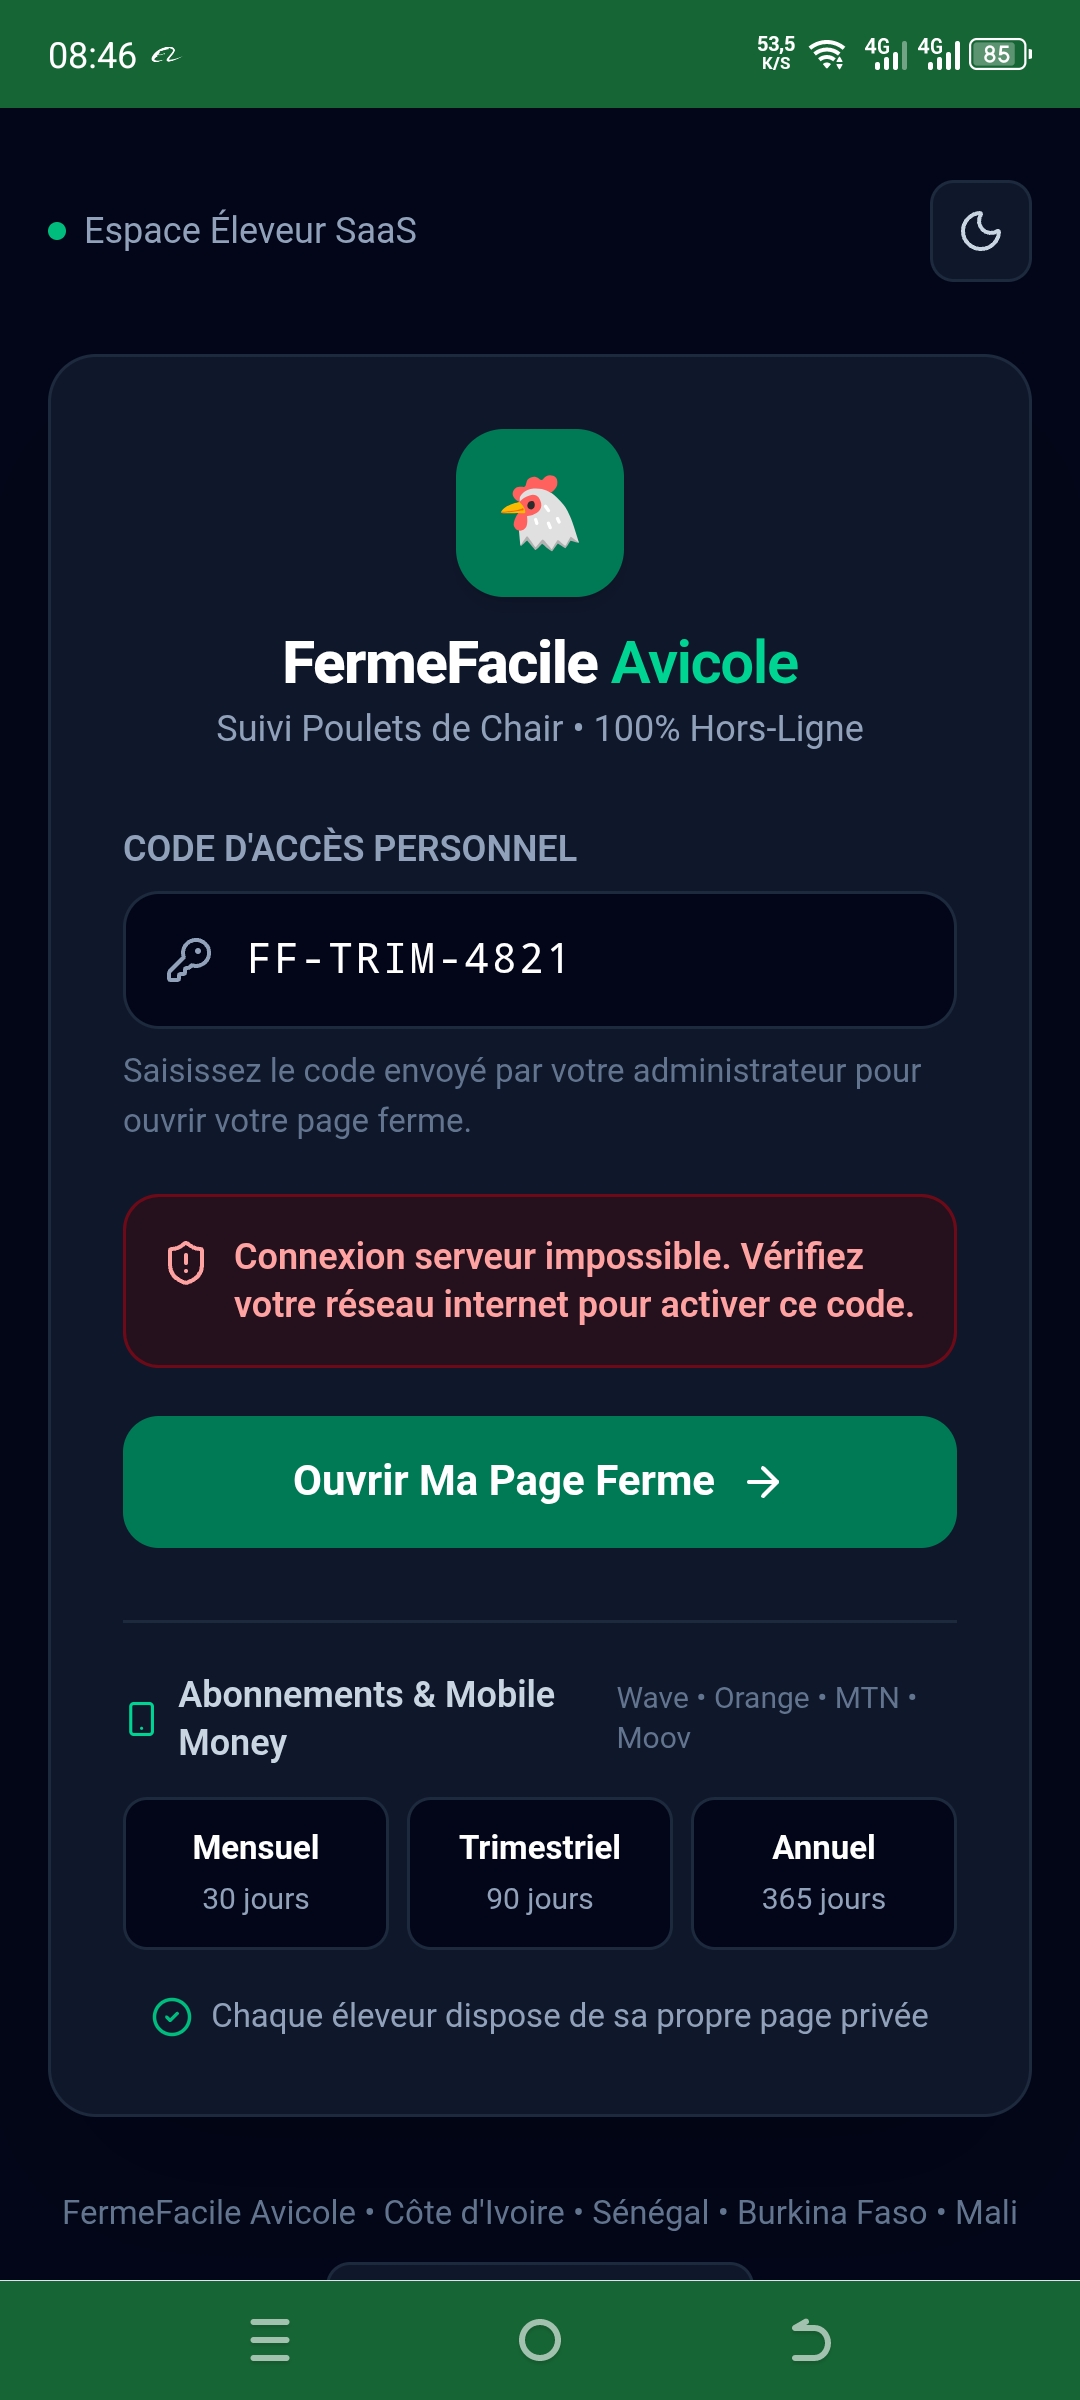 08:46
53,5 K/S 4G 4G 85
Espace Éleveur SaaS
FermeFacile Avicole
Suivi Poulets de Chair • 100% Hors-Ligne
CODE D'ACCÈS PERSONNEL
FF-TRIM-4821
Saisissez le code envoyé par votre administrateur pour
ouvrir votre page ferme.
Connexion serveur impossible. Vérifiez
votre réseau internet pour activer ce code.
Ouvrir Ma Page Ferme
Abonnements & Mobile
Money
Wave • Orange • MTN •
Moov
Mensuel
30 jours
Trimestriel
90 jours
Annuel
365 jours
Chaque éleveur dispose de sa propre page privée
FermeFacile Avicole • Côte d'Ivoire • Sénégal • Burkina Faso • Mali